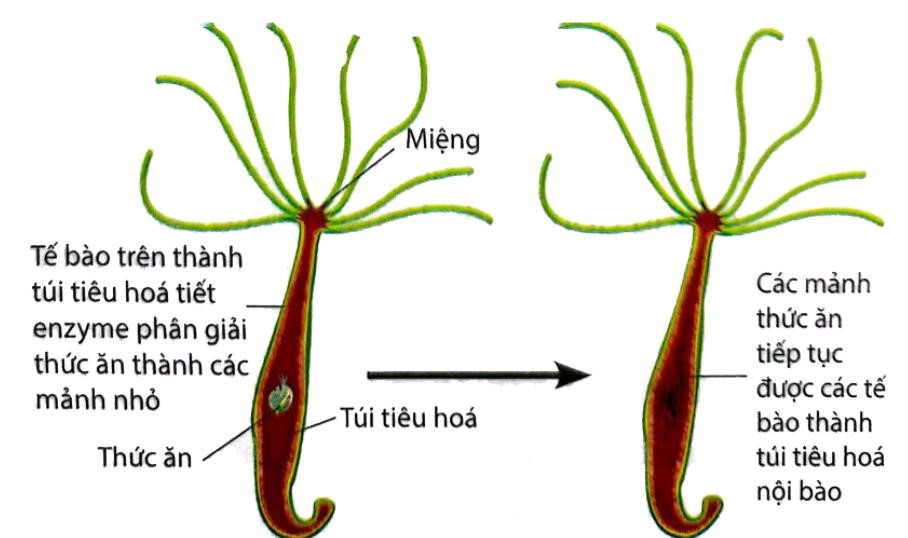 Miệng
Tế bào trên thành
túi tiêu hoá tiết
enzyme phân giải
thức ăn thành các
mảnh nhỏ
Thức ăn
Túi tiêu hoá
Các mảnh
thức ăn
tiếp tục
được các tế
bào thành
túi tiêu hoá
nội bào